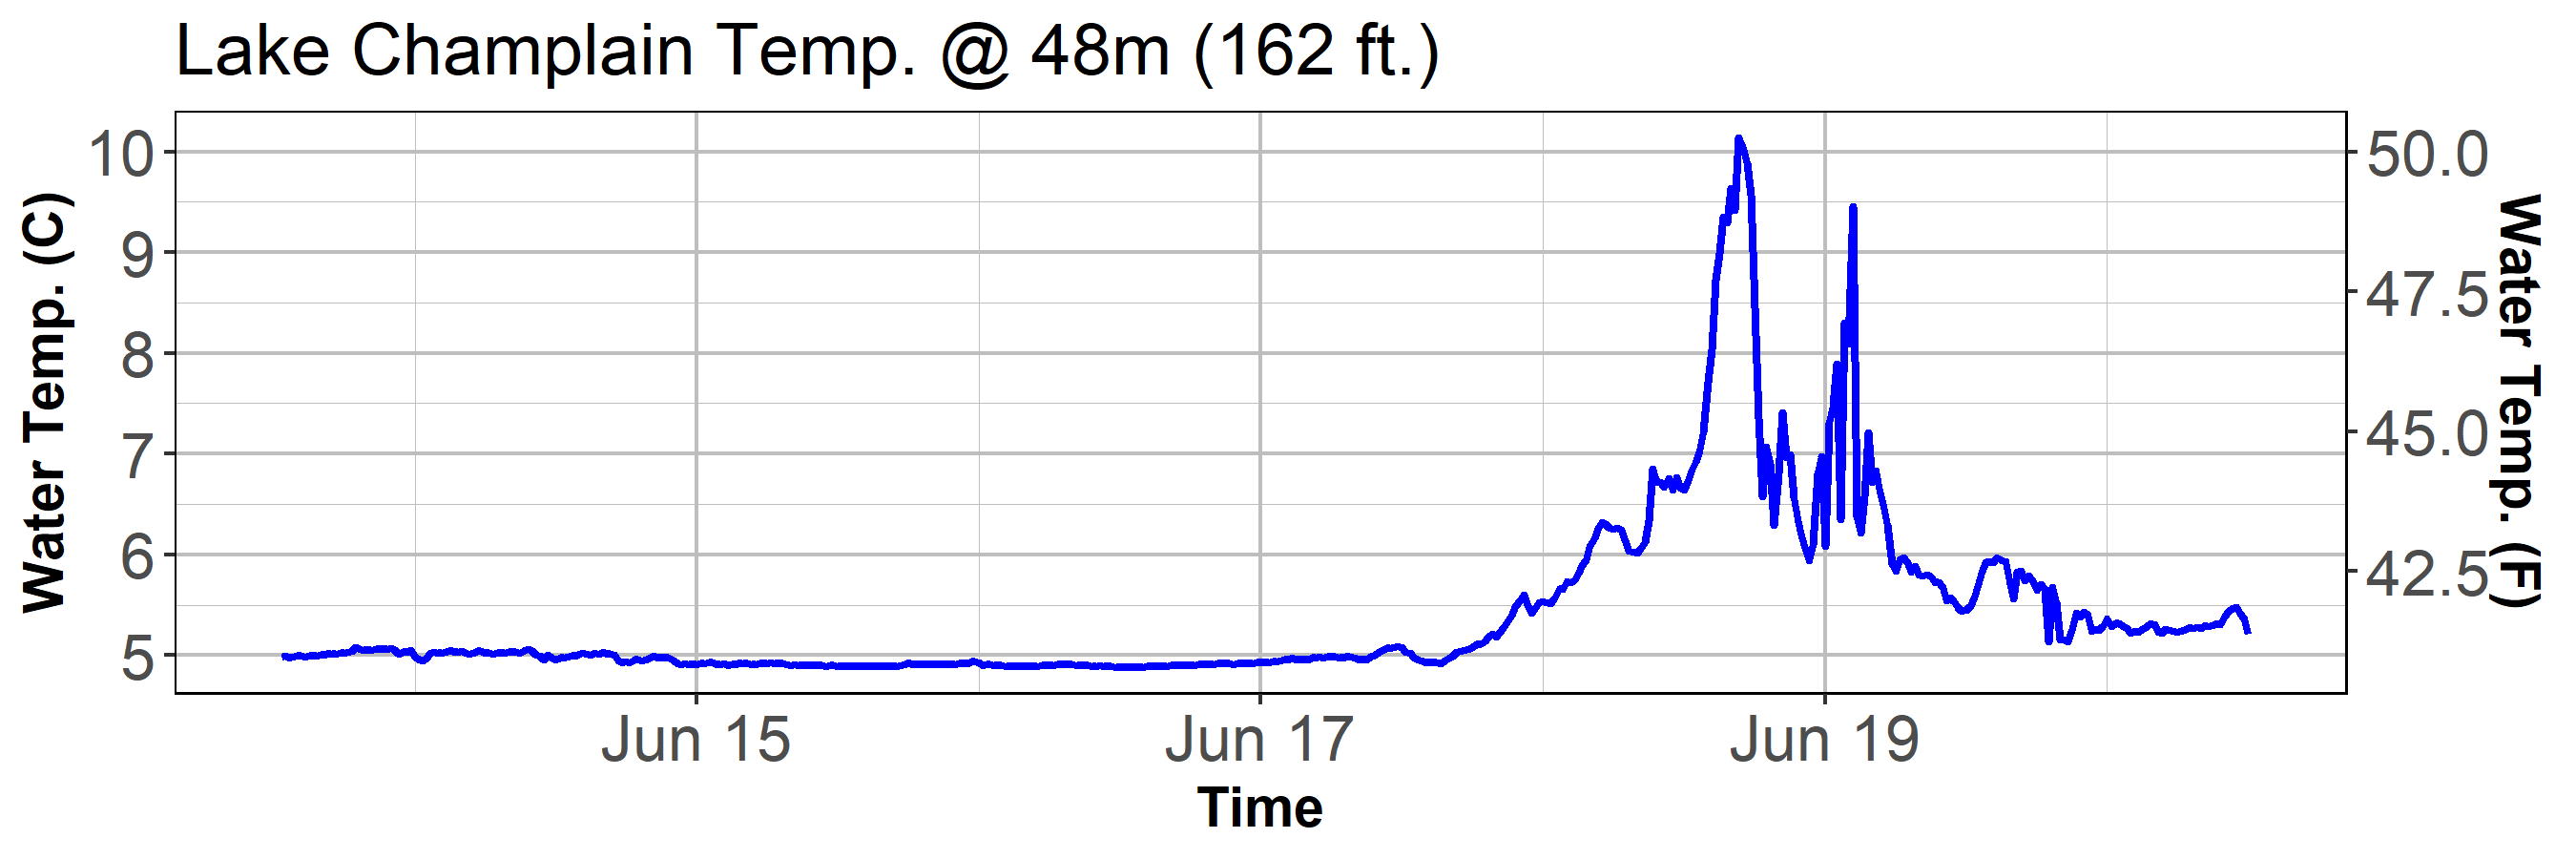 Lake Champlain Temp. @ 48m (162 ft.)
Water Temp. (C)
10
9
8
7
6
5
50.0
47.5
45.0
42.5
Water Temp. (F)
Jun 15
Jun 17
Jun 19
Time